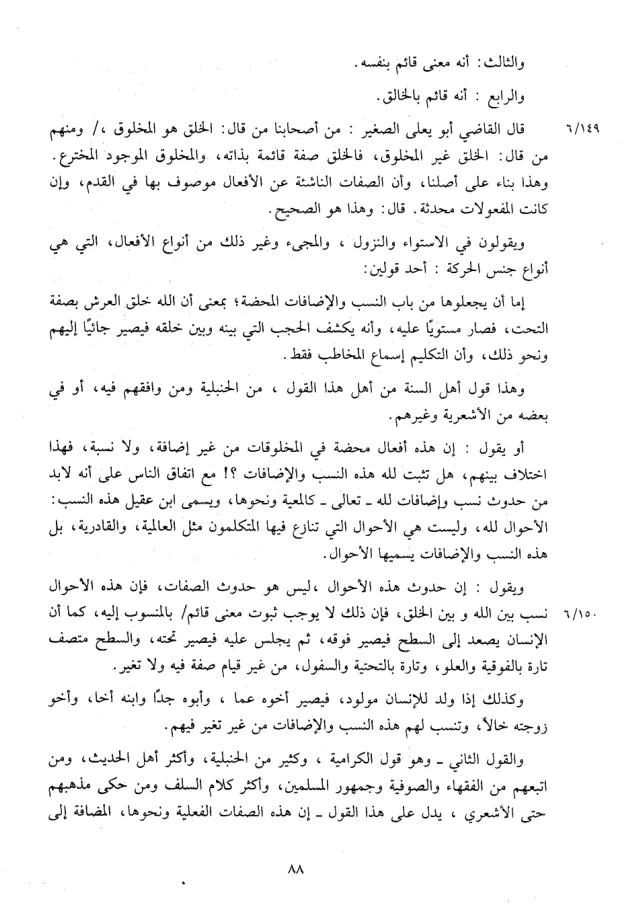 والثالث: أنه معنى قائم بنفسه.
والرابع : أنه قائم بالخالق.
٦/١٤٩ قال القاضي أبو يعلى الصغير : من أصحابنا من قال: الخلق هو المخلوق ،/ ومنهم
من قال: الخلق غير المخلوق، فالخلق صفة قائمة بذاته، والمخلوق الموجود المخترع.
وهذا بناء على أصلنا، وأن الصفات الناشئة عن الأفعال موصوف بها في القدم، وإن
كانت المفعولات محدثة. قال: وهذا هو الصحيح.
ويقولون في الاستواء والنزول ، والمجىء وغير ذلك من أنواع الأفعال، التي هي
أنواع جنس الحركة : أحد قولين:
إما أن يجعلوها من باب النسب والإضافات المحضة؛ بمعنى أن الله خلق العرش بصفة
التحت، فصار مستويًا عليه، وأنه يكشف الحجب التي بينه وبين خلقه فيصير جائيًا إليهم
ونحو ذلك، وأن التكليم إسماع المخاطب فقط.
وهذا قول أهل السنة من أهل هذا القول ، من الحنبلية ومن وافقهم فيه، أو في
بعضه من الأشعرية وغيرهم.
أو يقول : إن هذه أفعال محضة في المخلوقات من غير إضافة، ولا نسبة، فهذا
اختلاف بينهم، هل تثبت لله هذه النسب والإضافات ؟! مع اتفاق الناس على أنه لابد
من حدوث نسب وإضافات لله ـ تعالى ـ كالمعية ونحوها، ويسمى ابن عقيل هذه النسب:
الأحوال لله، وليست هي الأحوال التي تنازع فيها المتكلمون مثل العالمية، والقادرية، بل
هذه النسب والإضافات يسميها الأحوال.
ويقول : إن حدوث هذه الأحوال ،ليس هو حدوث الصفات، فإن هذه الأحوال
٦/١٥٠ نسب بين الله و بين الخلق، فإن ذلك لا يوجب ثبوت معنى قائم/ بالمنسوب إليه، كما أن
الإنسان يصعد إلى السطح فيصير فوقه، ثم يجلس عليه فيصير تحته، والسطح متصف
تارة بالفوقية والعلو، وتارة بالتحتية والسفول، من غير قيام صفة فيه ولا تغير.
وكذلك إذا ولد للإنسان مولود، فيصير أخوه عما ، وأبوه جدًا وابنه أخا، وأخو
زوجته خالاً، وتنسب لهم هذه النسب والإضافات من غير تغير فيهم.
والقول الثاني ـ وهو قول الكرامية ، وكثير من الحنبلية، وأكثر أهل الحديث، ومن
اتبعهم من الفقهاء والصوفية وجمهور المسلمين، وأكثر كلام السلف ومن حكى مذهبهم
حتى الأشعري ، يدل على هذا القول ـ إن هذه الصفات الفعلية ونحوها، المضافة إلى
٨٨